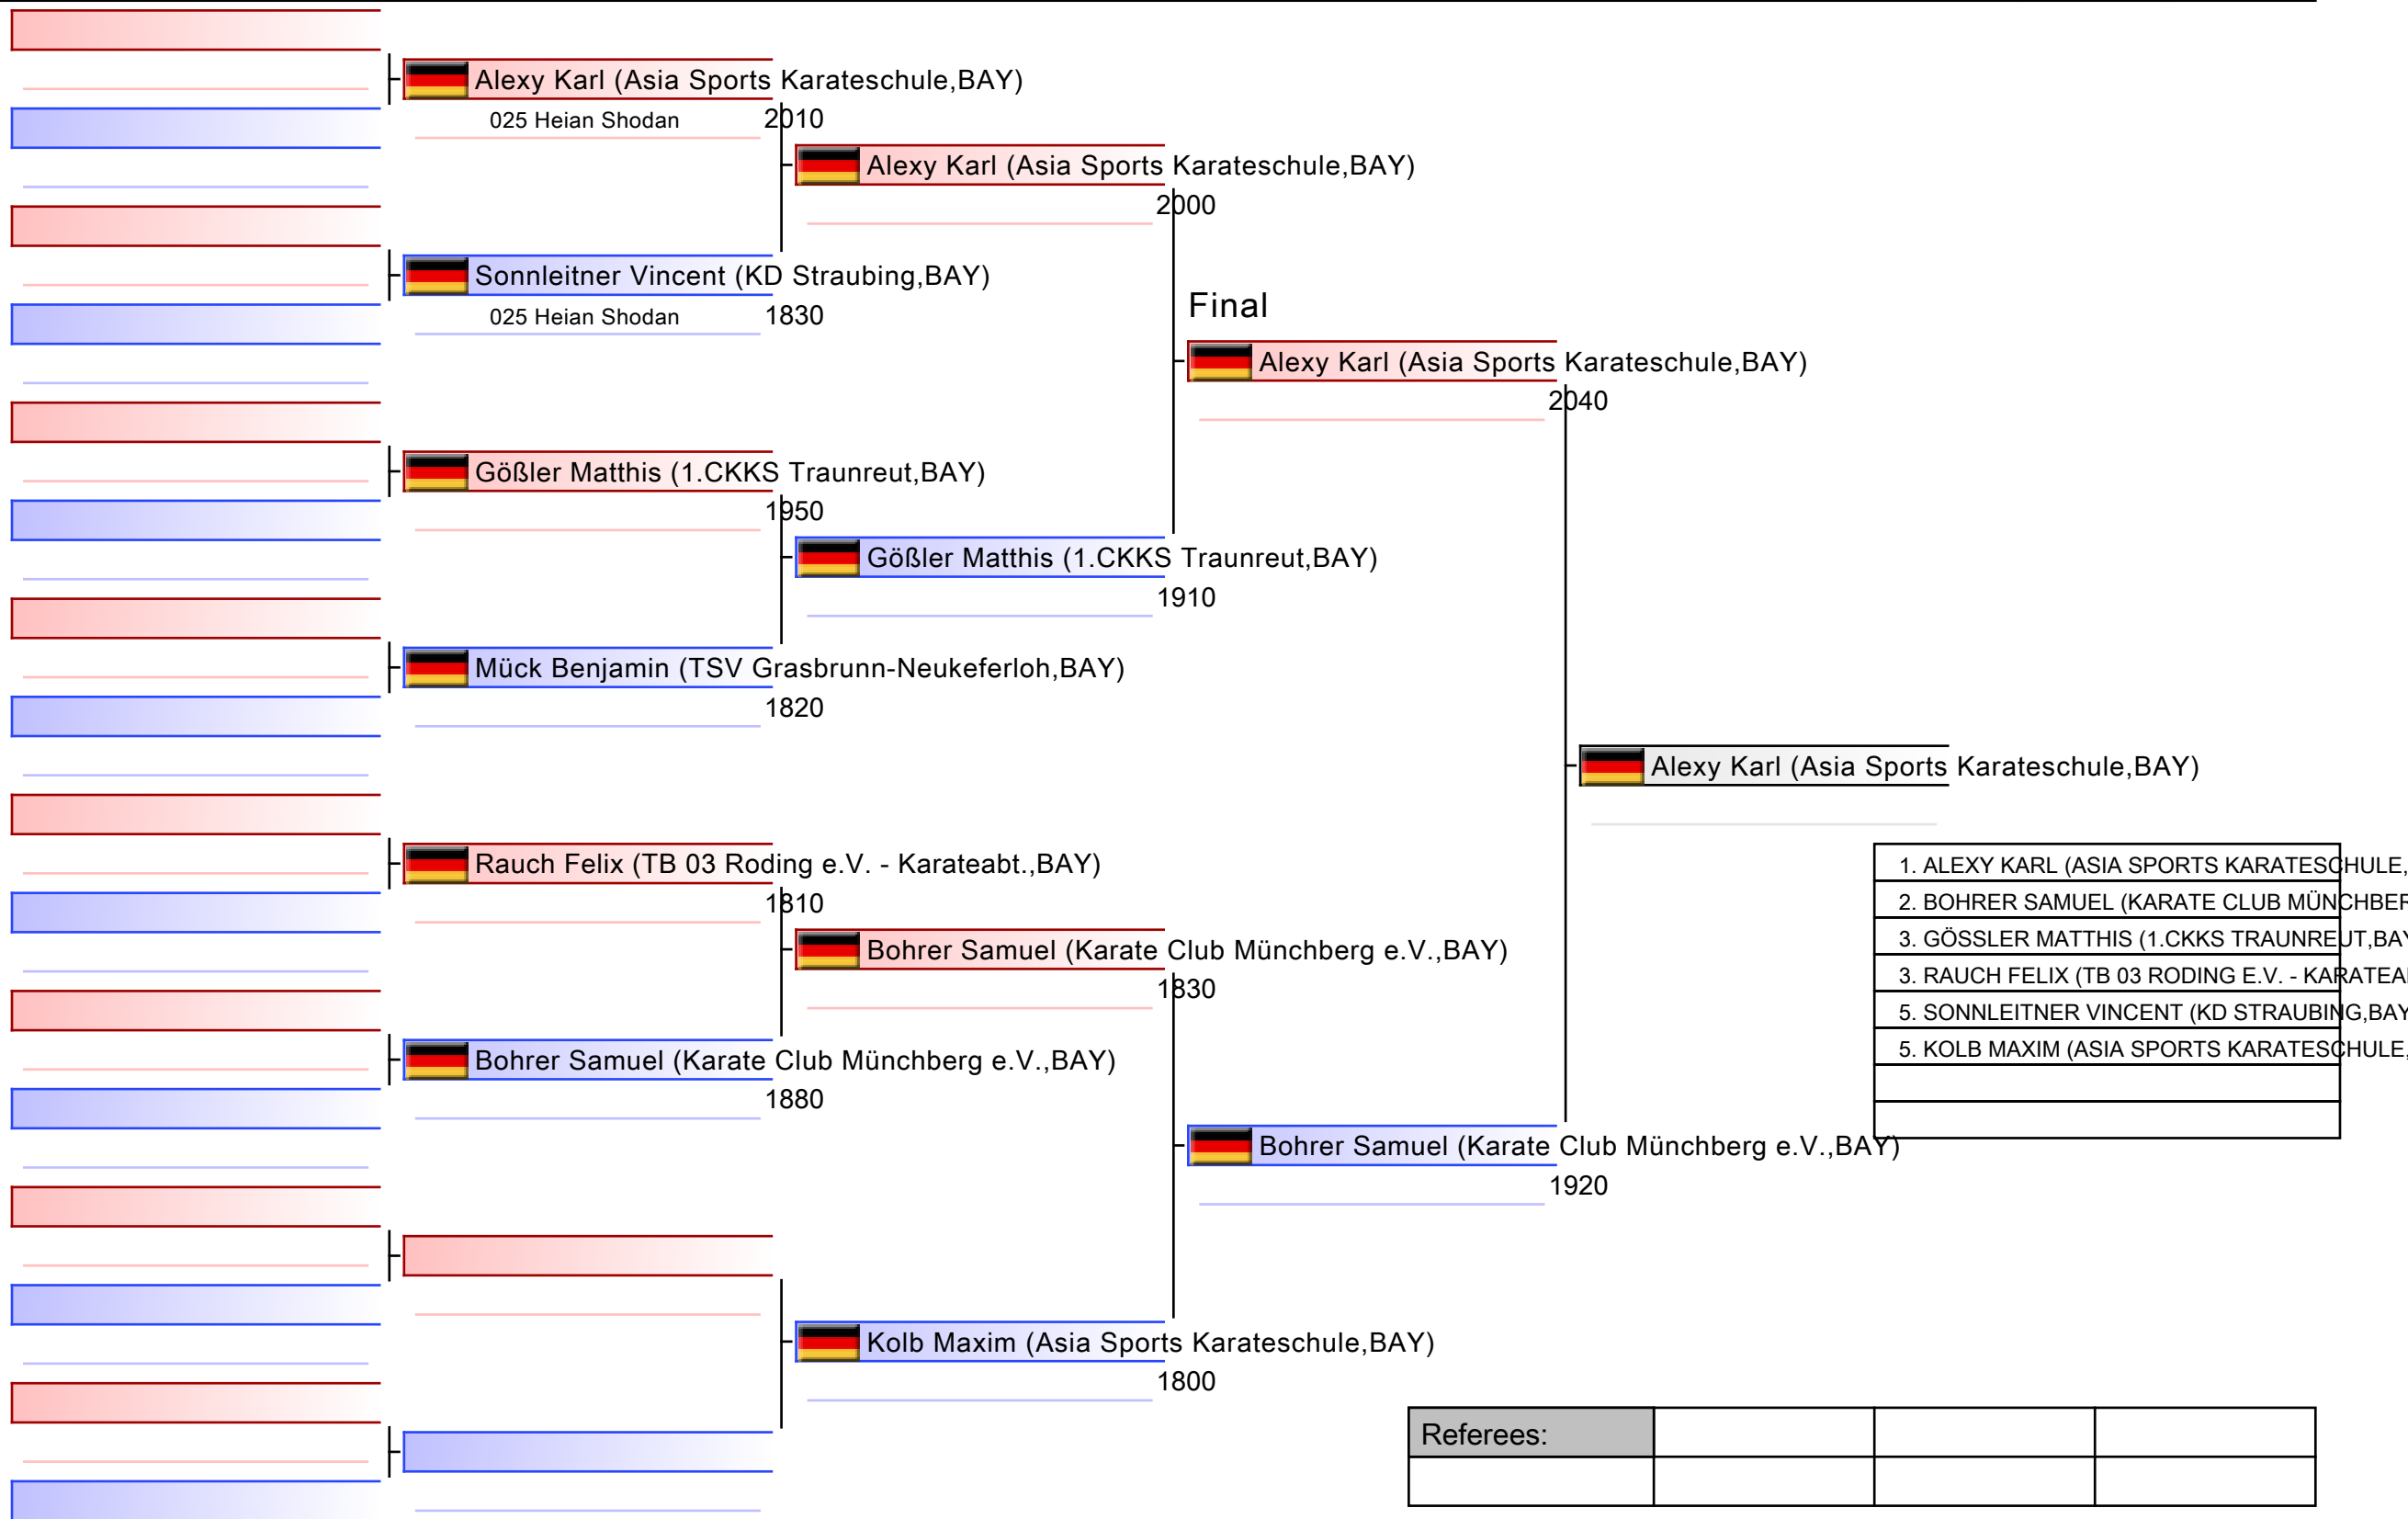 Alexy Karl (Asia Sports Karateschule,BAY)
025 Heian Shodan 2010
Alexy Karl (Asia Sports Karateschule,BAY)
2000
Sonnleitner Vincent (KD Straubing,BAY)
025 Heian Shodan 1830
Final
Alexy Karl (Asia Sports Karateschule,BAY)
2040
Gößler Matthis (1.CKKS Traunreut,BAY)
1950
Gößler Matthis (1.CKKS Traunreut,BAY)
1910
Mück Benjamin (TSV Grasbrunn-Neukeferloh,BAY)
1820
Alexy Karl (Asia Sports Karateschule,BAY)
Rauch Felix (TB 03 Roding e.V. - Karateabt.,BAY)
1810
Bohrer Samuel (Karate Club Münchberg e.V.,BAY)
1830
Bohrer Samuel (Karate Club Münchberg e.V.,BAY)
1880
1. ALEXY KARL (ASIA SPORTS KARATESCHULE,
2. BOHRER SAMUEL (KARATE CLUB MÜNCHBER
3. GÖSSLER MATTHIS (1.CKKS TRAUNREUT,BAY
3. RAUCH FELIX (TB 03 RODING E.V. - KARATEA
5. SONNLEITNER VINCENT (KD STRAUBING,BAY
5. KOLB MAXIM (ASIA SPORTS KARATESCHULE,
Bohrer Samuel (Karate Club Münchberg e.V.,BAY)
1920
Kolb Maxim (Asia Sports Karateschule,BAY)
1800
Referees: